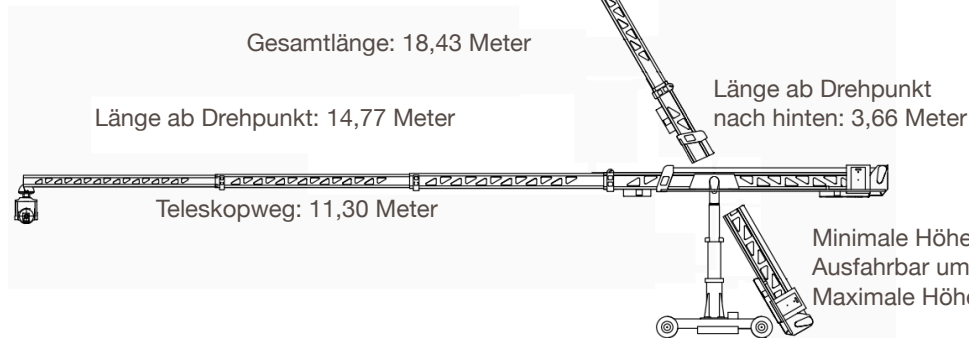 Gesamtlänge: 18,43 Meter
Länge ab Drehpunkt
nach hinten: 3,66 Meter
Länge ab Drehpunkt: 14,77 Meter
Teleskopweg: 11,30 Meter
Minimale Höhe
Ausfahrbar um
Maximale Höhe